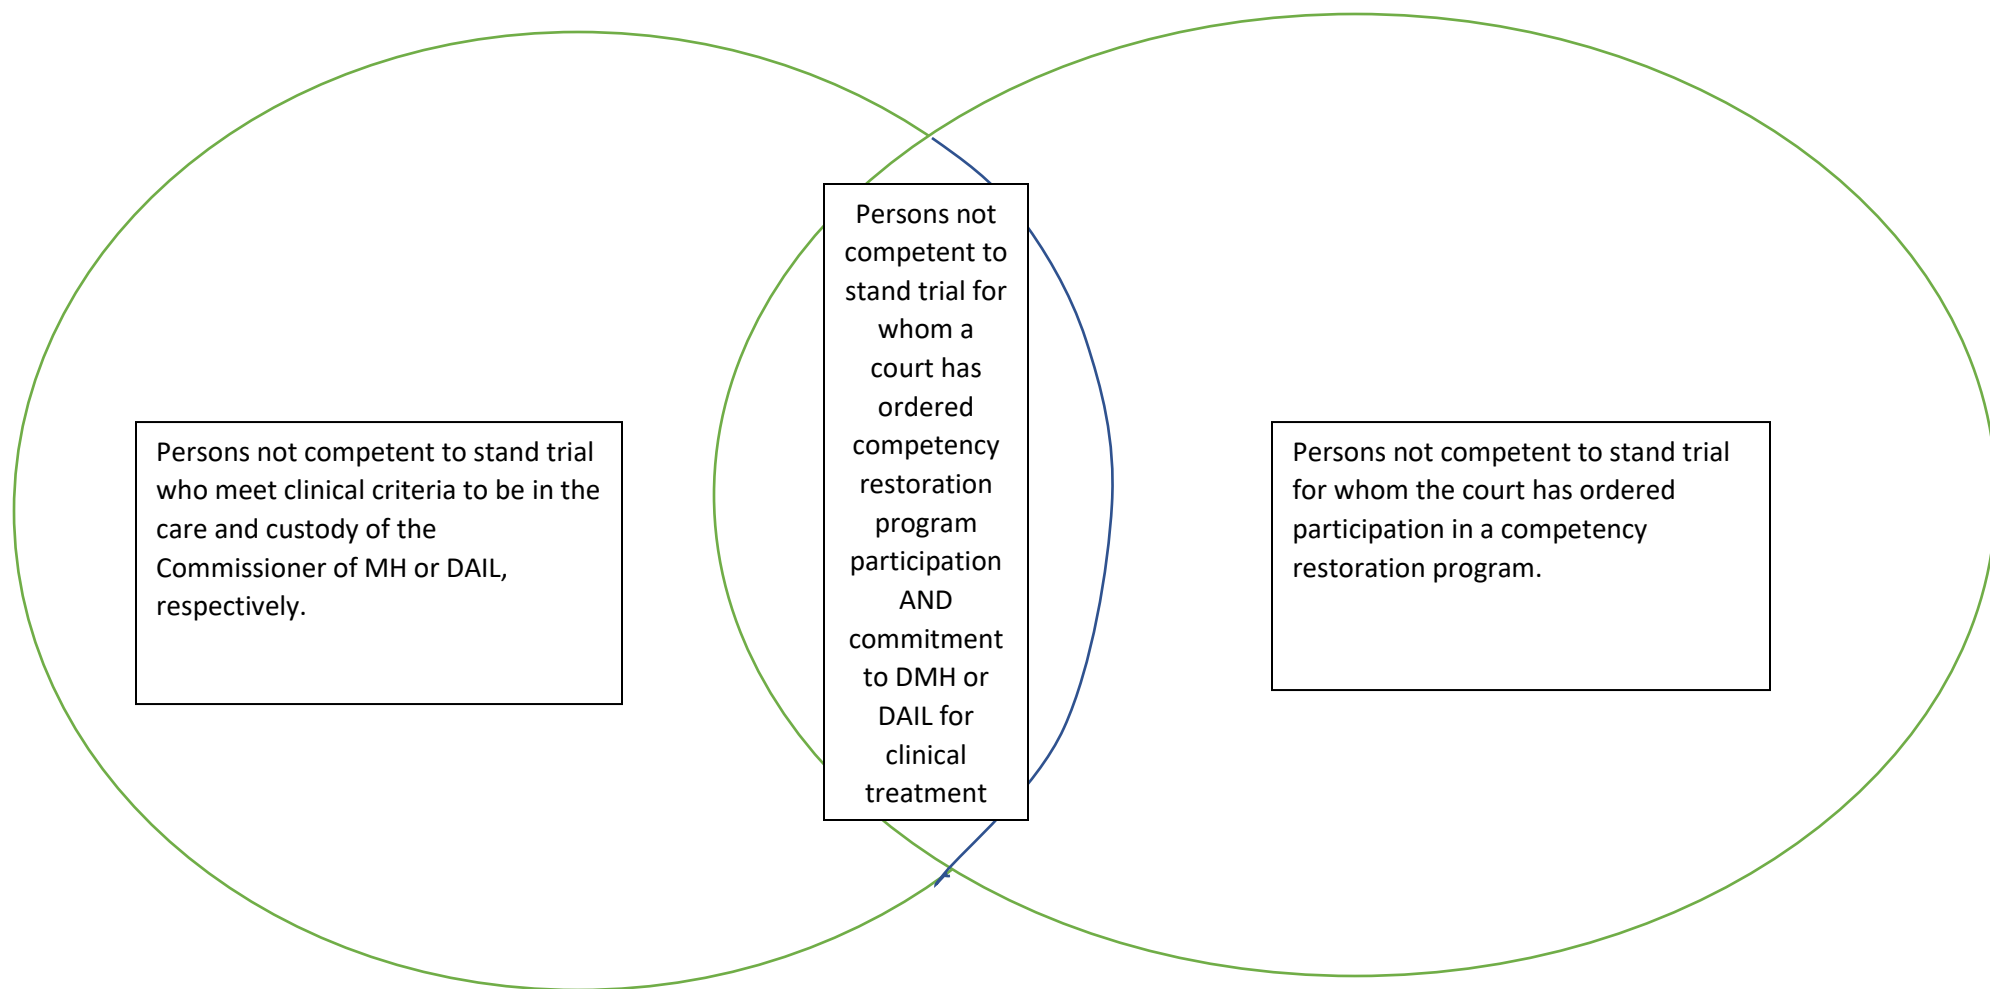 Persons not competent to stand trial
who meet clinical criteria to be in the
care and custody of the
Commissioner of MH or DAIL,
respectively.
Persons not
competent to
stand trial for
whom a
court has
ordered
competency
restoration
program
participation
AND
commitment
to DMH or
DAIL for
clinical
treatment
Persons not competent to stand trial
for whom the court has ordered
participation in a competency
restoration program.